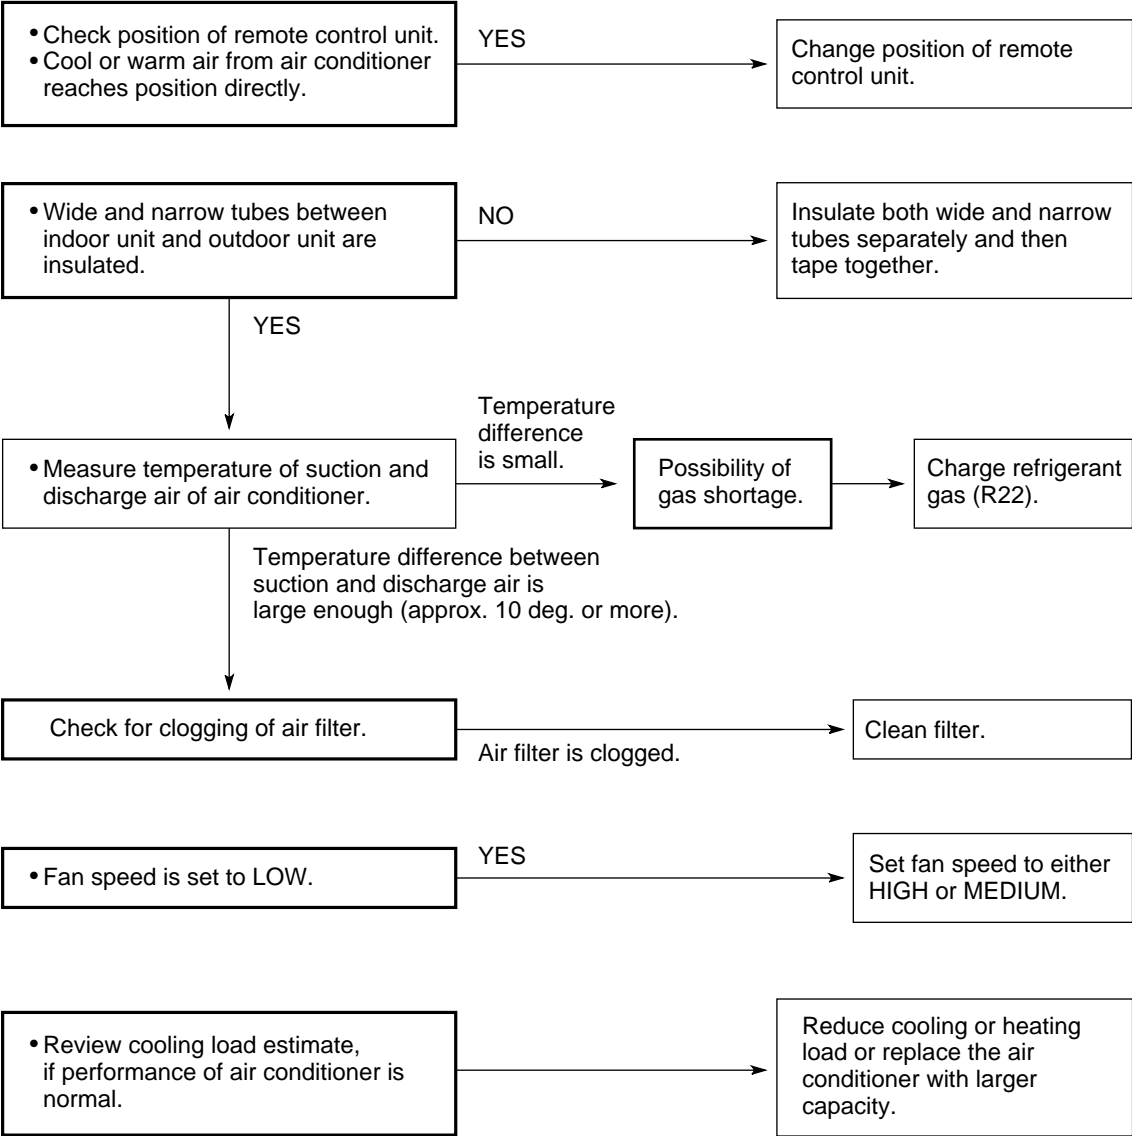 • Check position of remote control unit.
• Cool or warm air from air conditioner
reaches position directly.
YES
Change position of remote
control unit.
• Wide and narrow tubes between
indoor unit and outdoor unit are
insulated.
NO
Insulate both wide and narrow
tubes separately and then
tape together.
YES
• Measure temperature of suction and
discharge air of air conditioner.
Temperature
difference
is small.
Possibility of
gas shortage.
Charge refrigerant
gas (R22).
Temperature difference between
suction and discharge air is
large enough (approx. 10 deg. or more).
Check for clogging of air filter.
Air filter is clogged.
Clean filter.
• Fan speed is set to LOW.
YES
Set fan speed to either
HIGH or MEDIUM.
• Review cooling load estimate,
if performance of air conditioner is
normal.
Reduce cooling or heating
load or replace the air
conditioner with larger
capacity.